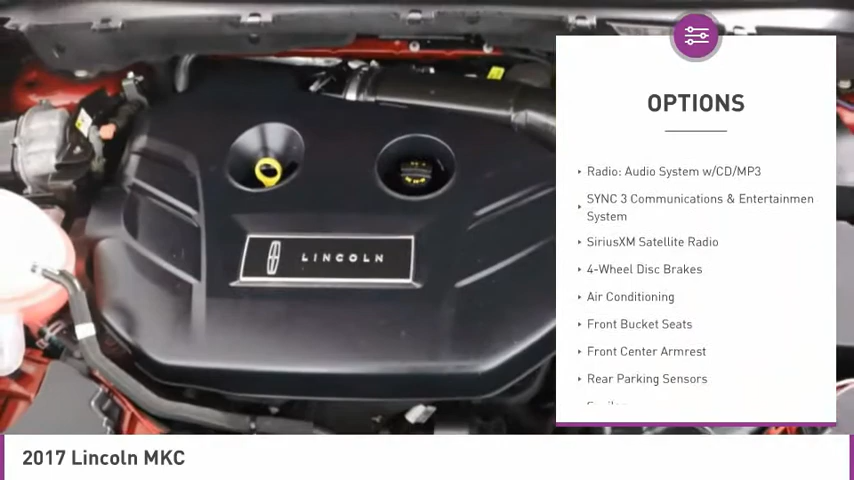 LINCOLN
OPTIONS
Radio: Audio System w/CD/MP3
SYNC 3 Communications & Entertainmen
System
SiriusXM Satellite Radio
4-Wheel Disc Brakes
Air Conditioning
Front Bucket Seats
Front Center Armrest
Rear Parking Sensors
2017 Lincoln MKC